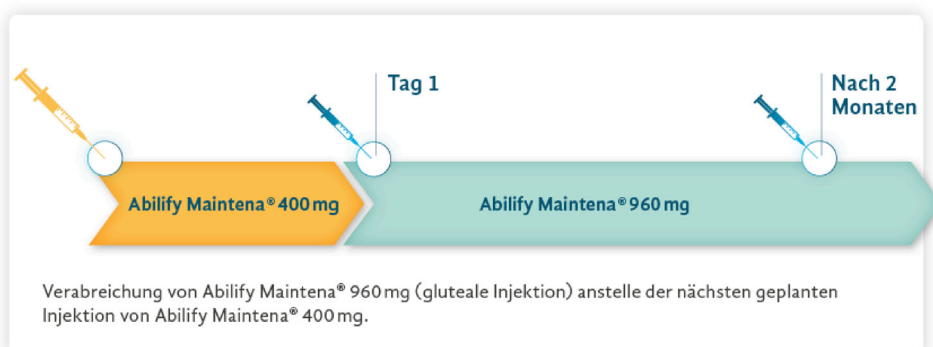 Tag 1
Nach 2
Monaten
Abilify Maintena® 400 mg
Abilify Maintena® 960 mg
Verabreichung von Abilify Maintena® 960 mg (gluteale Injektion) anstelle der nächsten geplanten
Injektion von Abilify Maintena® 400 mg.